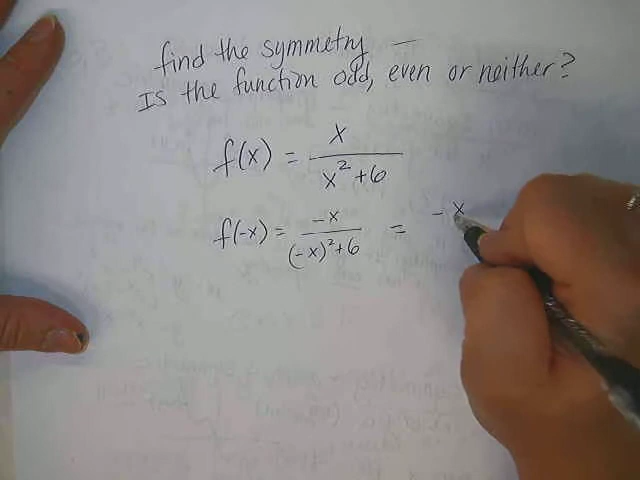 find the symmetry —
Is the function odd, even or neither?
f(x) = x / (x² + 6)
f(-x) = -x / ((-x)² + 6) = -x